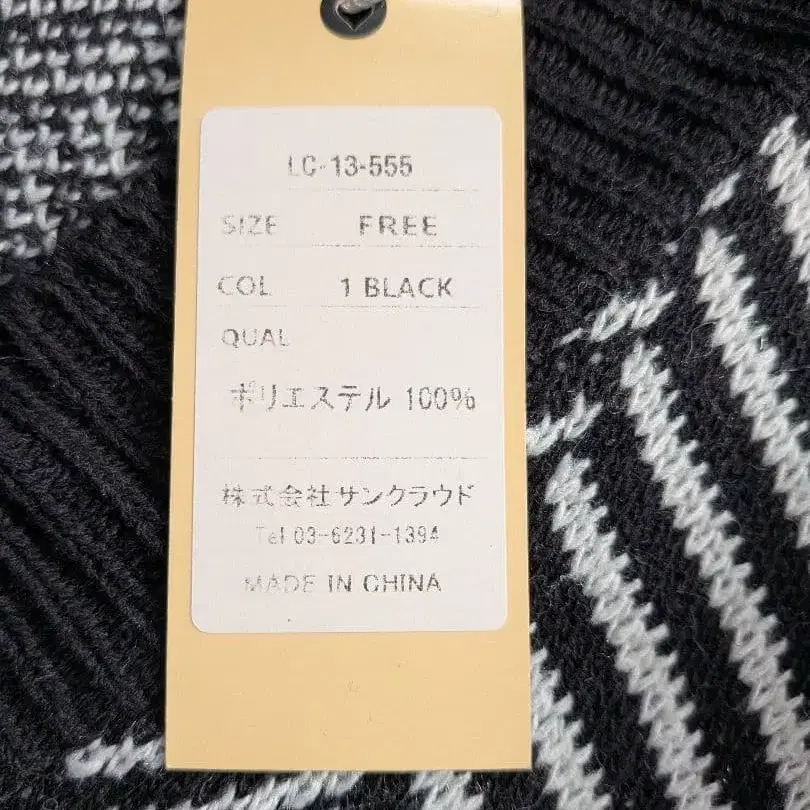 LC-13-555
SIZE FREE
COL 1 BLACK
QUAL
ポリエステル 100%
株式会社サンクラウド
Tel 03-6231-1394
MADE IN CHINA